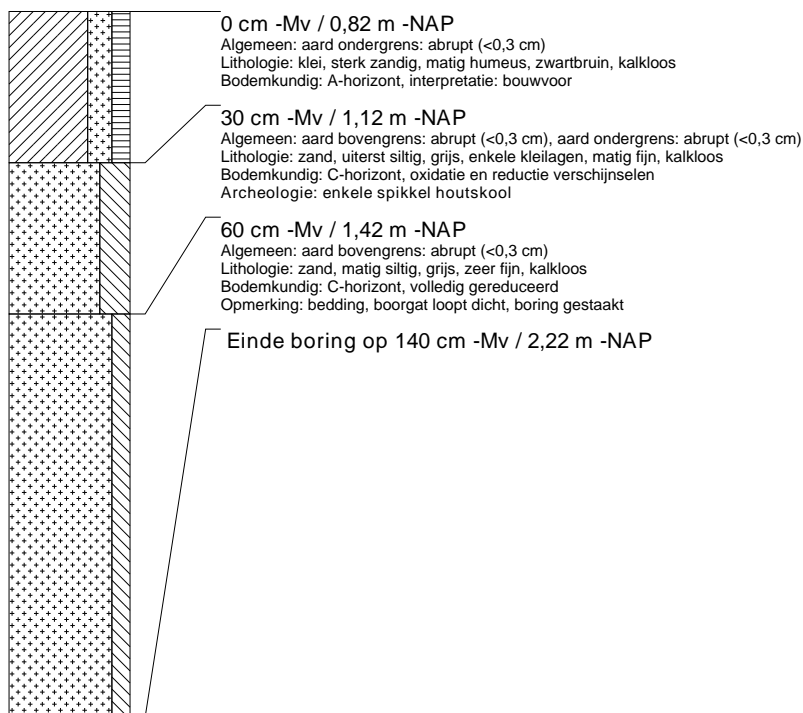 0 cm -Mv / 0,82 m -NAP
Algemeen: aard ondergrens: abrupt (<0,3 cm)
Lithologie: klei, sterk zandig, matig humeus, zwartbruin, kalkloos
Bodemkundig: A-horizont, interpretatie: bouwvoor
30 cm -Mv / 1,12 m -NAP
Algemeen: aard bovengrens: abrupt (<0,3 cm), aard ondergrens: abrupt (<0,3 cm)
Lithologie: zand, uiterst siltig, grijs, enkele kleilagen, matig fijn, kalkloos
Bodemkundig: C-horizont, oxidatie en reductie verschijnselen
Archeologie: enkele spikkel houtskool
60 cm -Mv / 1,42 m -NAP
Algemeen: aard bovengrens: abrupt (<0,3 cm)
Lithologie: zand, matig siltig, grijs, zeer fijn, kalkloos
Bodemkundig: C-horizont, volledig gereduceerd
Opmerking: bedding, boorgat loopt dicht, boring gestaakt
Einde boring op 140 cm -Mv / 2,22 m -NAP